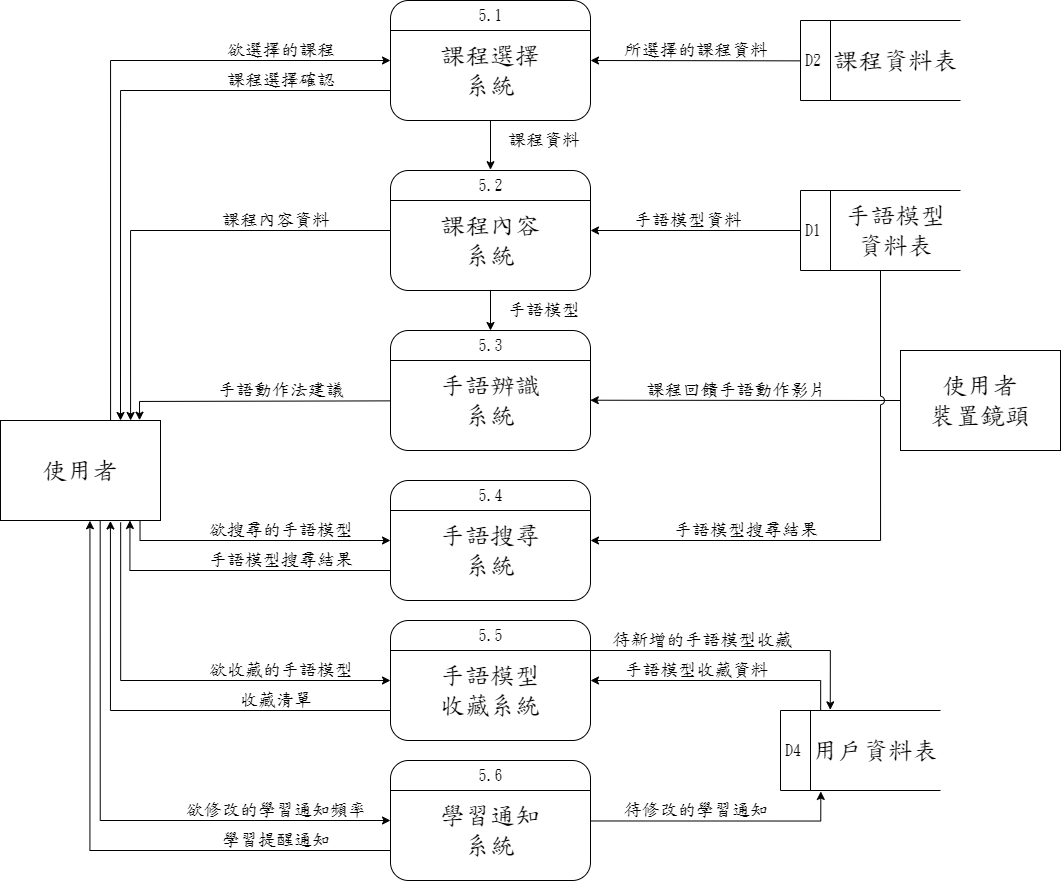 5.1
欲選擇的課程
課程選擇
系統
所選擇的課程資料
D2
課程資料表
課程選擇確認
課程資料
5.2
課程內容資料
課程內容
系統
手語模型資料
D1
手語模型
資料表
手語模型
5.3
手語動作法建議
手語辨識
系統
課程回饋手語動作影片
使用者
裝置鏡頭
使用者
5.4
欲搜尋的手語模型
手語搜尋
系統
手語模型搜尋結果
手語模型搜尋結果
5.5
待新增的手語模型收藏
欲收藏的手語模型
手語模型
收藏系統
手語模型收藏資料
收藏清單
D4
用戶資料表
5.6
欲修改的學習通知頻率
學習通知
系統
待修改的學習通知
學習提醒通知